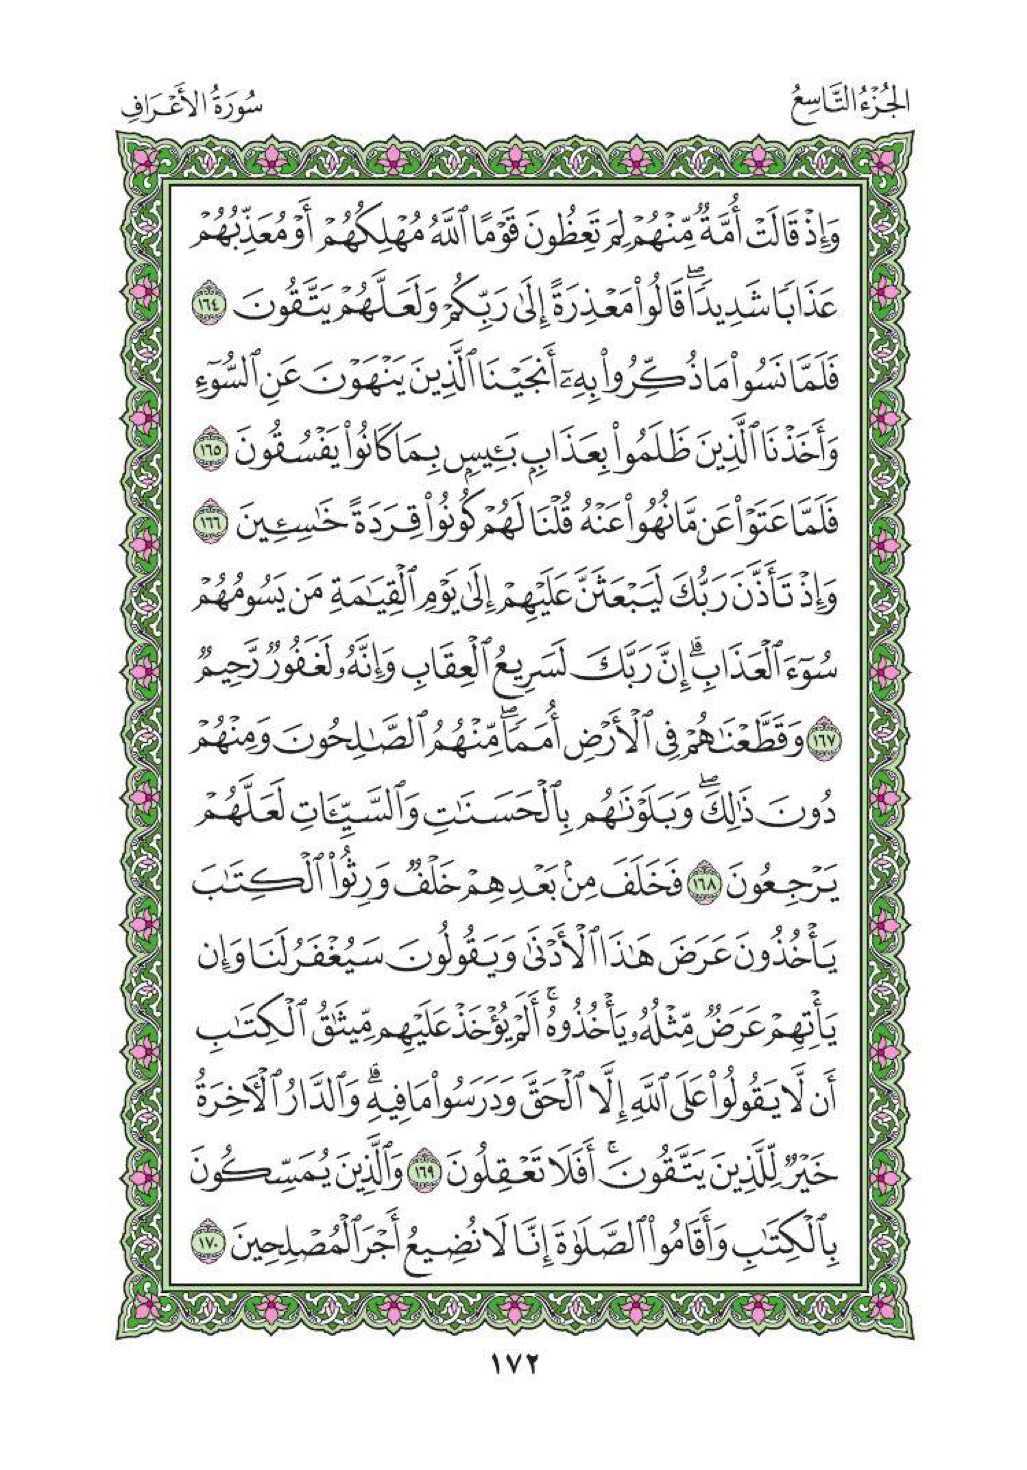 الجُزْءُ التَّاسِعُ
سُورَةُ الأَعْرَافِ
وَإِذْ قَالَتْ أُمَّةٌ مِّنْهُمْ لِمَ تَعِظُونَ قَوْمًا ٱللَّهُ مُهْلِكُهُمْ أَوْ مُعَذِّبُهُمْ
عَذَابًا شَدِيدًا ۖ قَالُوا۟ مَعْذِرَةً إِلَىٰ رَبِّكُمْ وَلَعَلَّهُمْ يَتَّقُونَ ١٦٤
فَلَمَّا نَسُوا۟ مَا ذُكِّرُوا۟ بِهِۦٓ أَنجَيْنَا ٱلَّذِينَ يَنْهَوْنَ عَنِ ٱلسُّوٓءِ
وَأَخَذْنَا ٱلَّذِينَ ظَلَمُوا۟ بِعَذَابٍۭ بَـِٔيسٍۭ بِمَا كَانُوا۟ يَفْسُقُونَ ١٦٥
فَلَمَّا عَتَوْا۟ عَن مَّا نُهُوا۟ عَنْهُ قُلْنَا لَهُمْ كُونُوا۟ قِرَدَةً خَـٰسِـِٔينَ ١٦٦
وَإِذْ تَأَذَّنَ رَبُّكَ لَيَبْعَثَنَّ عَلَيْهِمْ إِلَىٰ يَوْمِ ٱلْقِيَـٰمَةِ مَن يَسُومُهُمْ
سُوٓءَ ٱلْعَذَابِ ۗ إِنَّ رَبَّكَ لَسَرِيعُ ٱلْعِقَابِ وَإِنَّهُۥ لَغَفُورٌ رَّحِيمٌ
١٦٧ وَقَطَّعْنَـٰهُمْ فِى ٱلْأَرْضِ أُمَمًا ۖ مِّنْهُمُ ٱلصَّـٰلِحُونَ وَمِنْهُمْ
دُونَ ذَٰلِكَ ۖ وَبَلَوْنَـٰهُم بِٱلْحَسَنَـٰتِ وَٱلسَّيِّـَٔاتِ لَعَلَّهُمْ
يَرْجِعُونَ ١٦٨ فَخَلَفَ مِنۢ بَعْدِهِمْ خَلْفٌ وَرِثُوا۟ ٱلْكِتَـٰبَ
يَأْخُذُونَ عَرَضَ هَـٰذَا ٱلْأَدْنَىٰ وَيَقُولُونَ سَيُغْفَرُ لَنَا وَإِن
يَأْتِهِمْ عَرَضٌ مِّثْلُهُۥ يَأْخُذُوهُ ۚ أَلَمْ يُؤْخَذْ عَلَيْهِم مِّيثَـٰقُ ٱلْكِتَـٰبِ
أَن لَّا يَقُولُوا۟ عَلَى ٱللَّهِ إِلَّا ٱلْحَقَّ وَدَرَسُوا۟ مَا فِيهِ ۗ وَٱلدَّارُ ٱلْـَٔاخِرَةُ
خَيْرٌ لِّلَّذِينَ يَتَّقُونَ ۗ أَفَلَا تَعْقِلُونَ ١٦٩ وَٱلَّذِينَ يُمَسِّكُونَ
بِٱلْكِتَـٰبِ وَأَقَامُوا۟ ٱلصَّلَوٰةَ إِنَّا لَا نُضِيعُ أَجْرَ ٱلْمُصْلِحِينَ ١٧٠
١٧٢